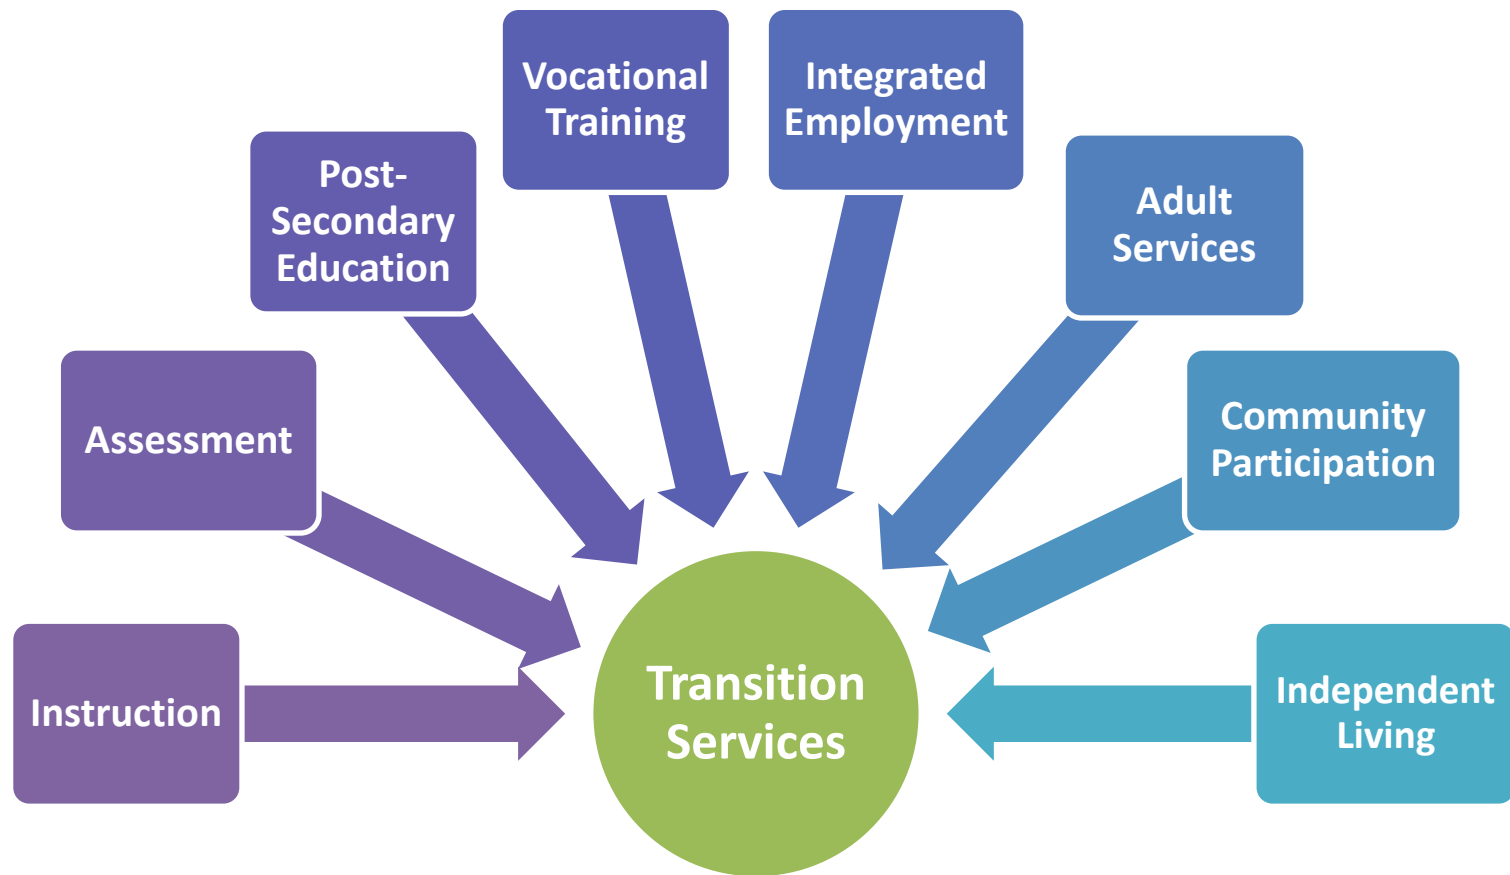 Vocational
Training
Integrated
Employment
Post-
Secondary
Education
Adult
Services
Assessment
Community
Participation
Instruction
Transition
Services
Independent
Living